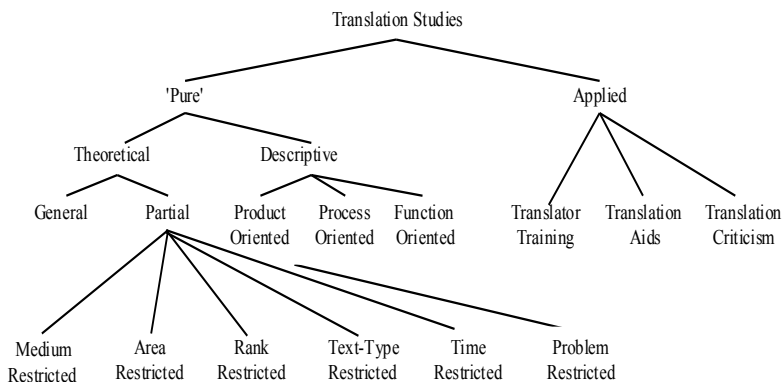 Translation Studies
'Pure' Applied
Theoretical Descriptive
General Partial Product Process Function Translator Translation Translation
Oriented Oriented Oriented Training Aids Criticism
Medium Area Rank Text-Type Time Problem
Restricted Restricted Restricted Restricted Restricted Restricted